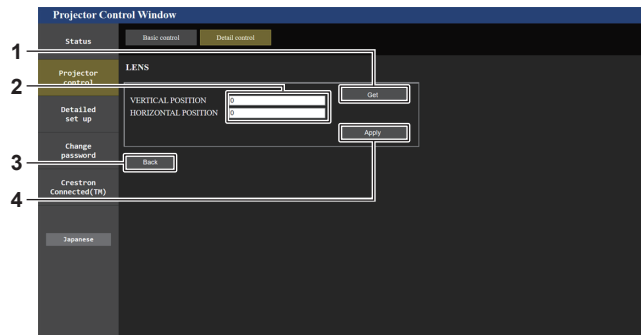 Projector Control Window
Status
Basic control
Detail control
1
LENS
Projector
control
2
VERTICAL POSITION
0
Get
HORIZONTAL POSITION
0
Detailed
set up
Apply
Change
password
3
Back
Crestron
Connected(TM)
4
Japanese